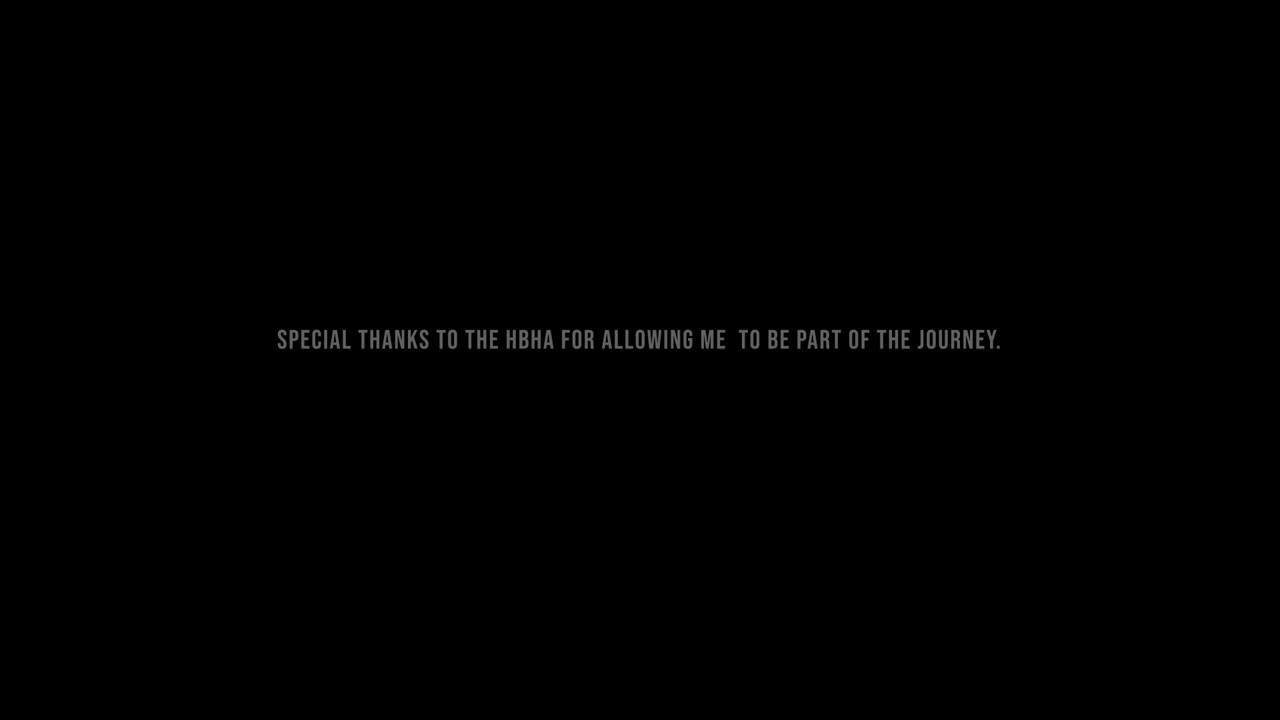 SPECIAL THANKS TO THE HBHA FOR ALLOWING ME  TO BE PART OF THE JOURNEY.